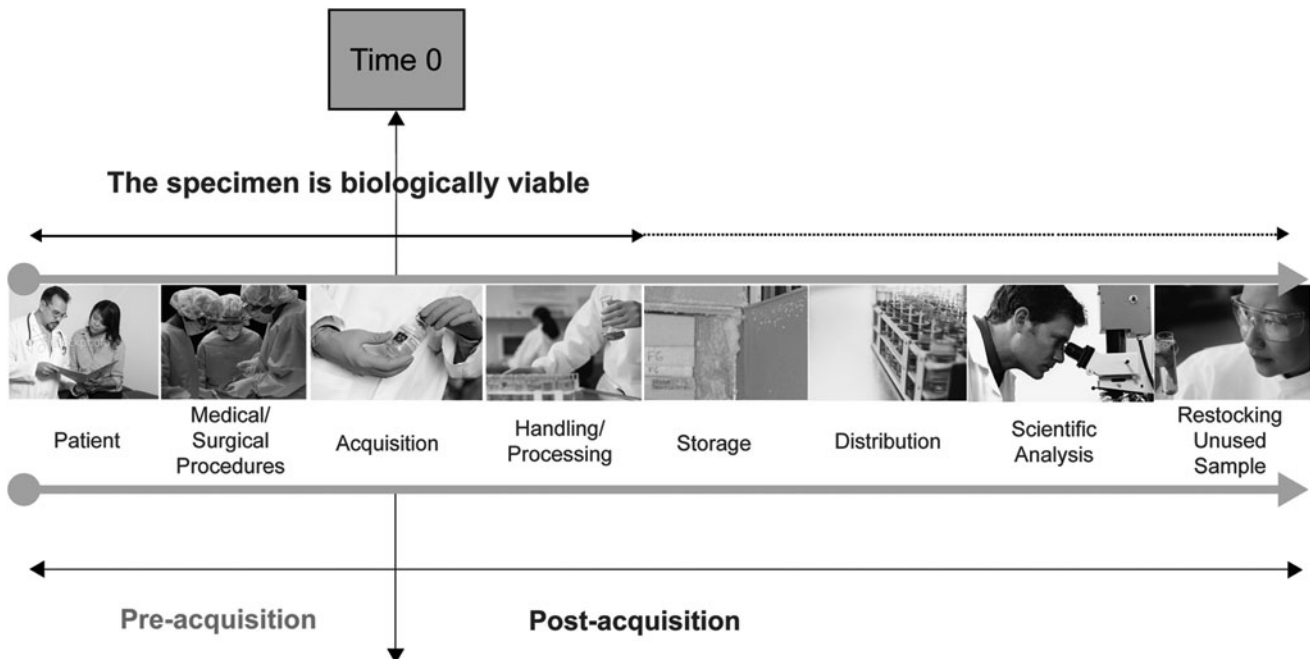 Time 0
The specimen is biologically viable
Patient
Medical/
Surgical
Procedures
Acquisition
Handling/
Processing
Storage
Distribution
Scientific
Analysis
Restocking
Unused
Sample
Pre-acquisition
Post-acquisition